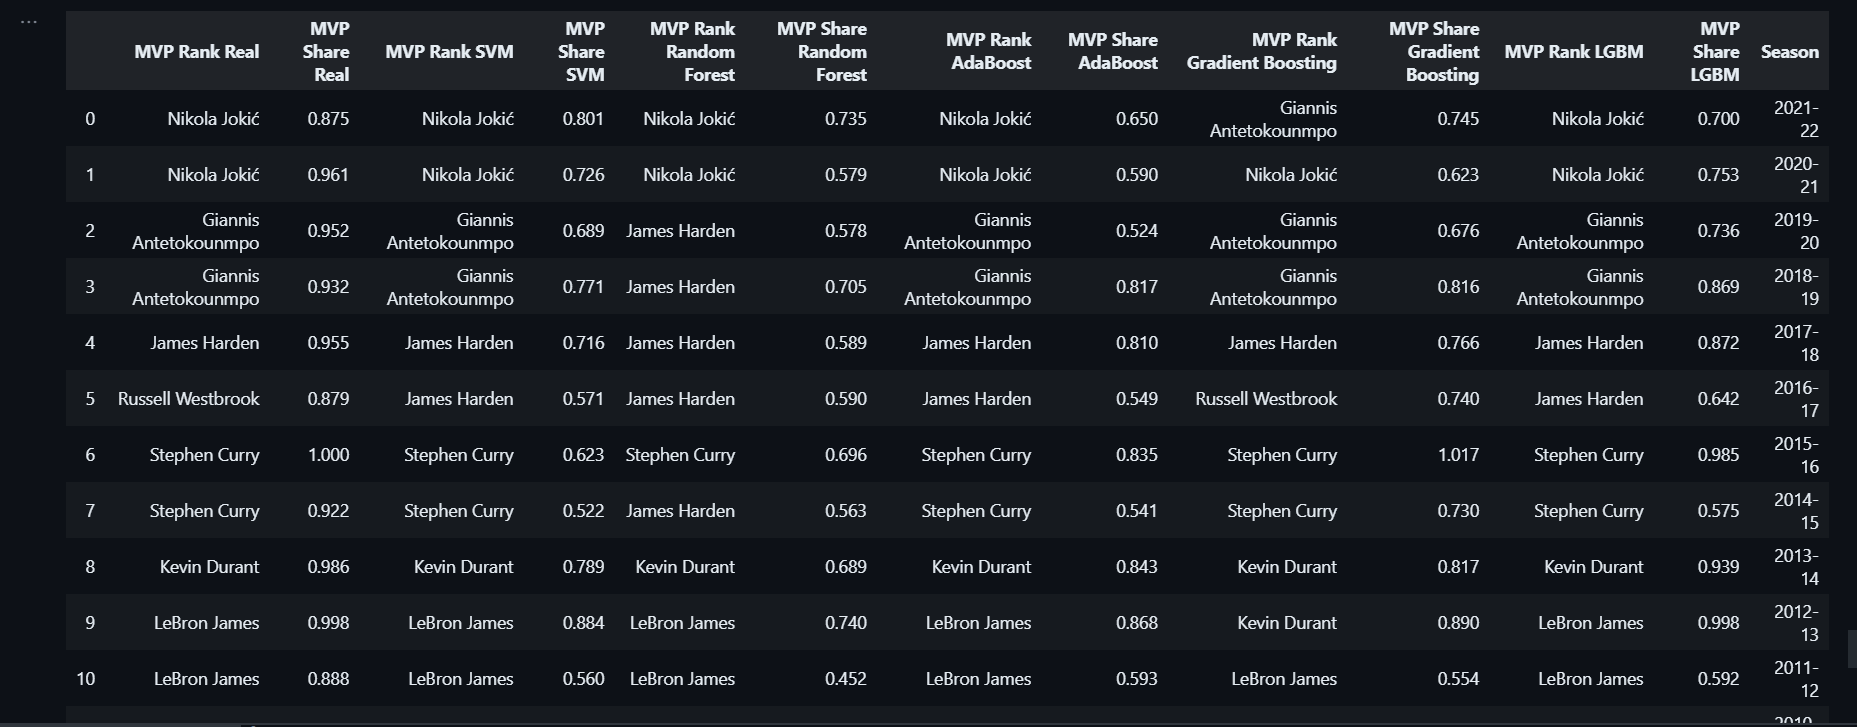 ...
MVP Rank Real MVP Share Real MVP Rank SVM MVP Share SVM MVP Rank Random Forest MVP Share Random Forest MVP Rank AdaBoost MVP Share AdaBoost MVP Rank Gradient Boosting MVP Share Gradient Boosting MVP Rank LGBM MVP Share LGBM Season
0 Nikola Jokić 0.875 Nikola Jokić 0.801 Nikola Jokić 0.735 Nikola Jokić 0.650 Giannis Antetokounmpo 0.745 Nikola Jokić 0.700 2021-22
1 Nikola Jokić 0.961 Nikola Jokić 0.726 Nikola Jokić 0.579 Nikola Jokić 0.590 Nikola Jokić 0.623 Nikola Jokić 0.753 2020-21
2 Giannis Antetokounmpo 0.952 Giannis Antetokounmpo 0.689 James Harden 0.578 Giannis Antetokounmpo 0.524 Giannis Antetokounmpo 0.676 Giannis Antetokounmpo 0.736 2019-20
3 Giannis Antetokounmpo 0.932 Giannis Antetokounmpo 0.771 James Harden 0.705 Giannis Antetokounmpo 0.817 Giannis Antetokounmpo 0.816 Giannis Antetokounmpo 0.869 2018-19
4 James Harden 0.955 James Harden 0.716 James Harden 0.589 James Harden 0.810 James Harden 0.766 James Harden 0.872 2017-18
5 Russell Westbrook 0.879 James Harden 0.571 James Harden 0.590 James Harden 0.549 Russell Westbrook 0.740 James Harden 0.642 2016-17
6 Stephen Curry 1.000 Stephen Curry 0.623 Stephen Curry 0.696 Stephen Curry 0.835 Stephen Curry 1.017 Stephen Curry 0.985 2015-16
7 Stephen Curry 0.922 Stephen Curry 0.522 James Harden 0.563 Stephen Curry 0.541 Stephen Curry 0.730 Stephen Curry 0.575 2014-15
8 Kevin Durant 0.986 Kevin Durant 0.789 Kevin Durant 0.689 Kevin Durant 0.843 Kevin Durant 0.817 Kevin Durant 0.939 2013-14
9 LeBron James 0.998 LeBron James 0.884 LeBron James 0.740 LeBron James 0.868 Kevin Durant 0.890 LeBron James 0.998 2012-13
10 LeBron James 0.888 LeBron James 0.560 LeBron James 0.452 LeBron James 0.593 LeBron James 0.554 LeBron James 0.592 2011-12